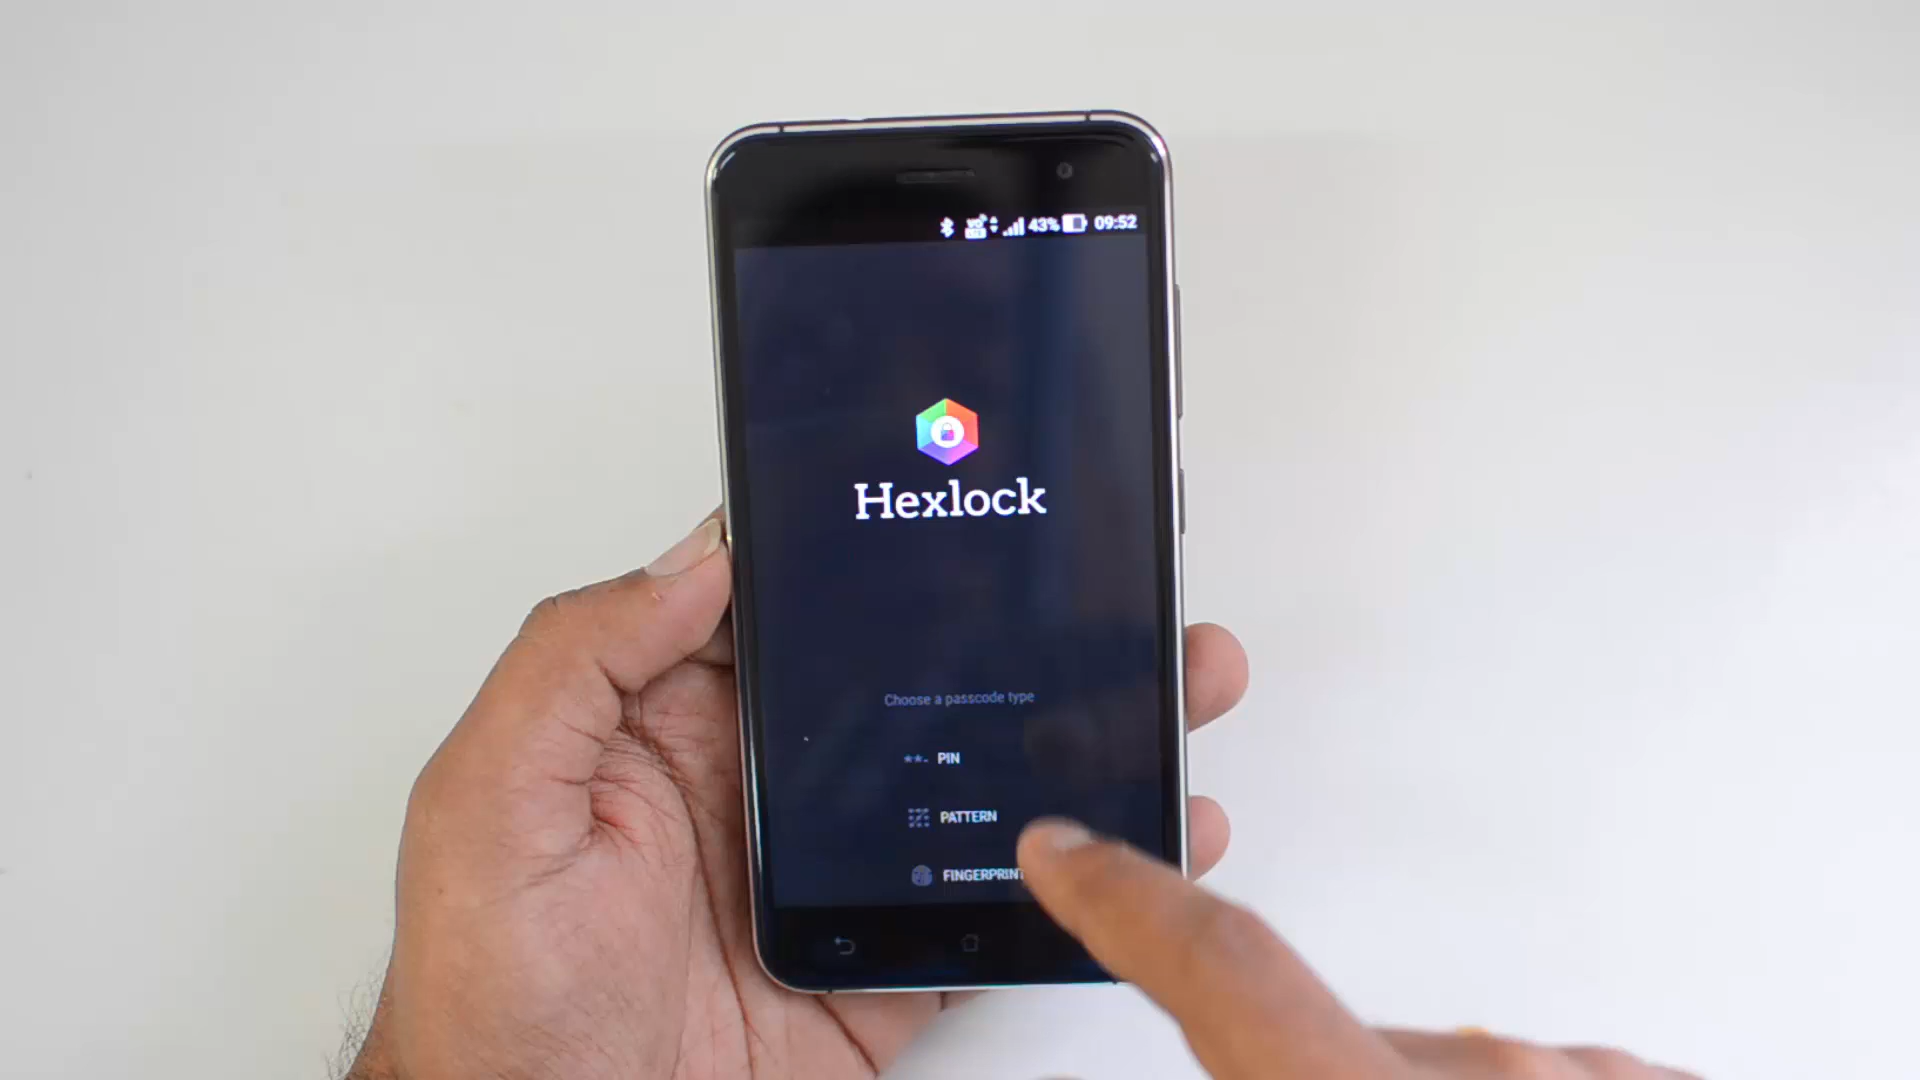 43% 09:52
Hexlock
Choose a passcode type
PIN
PATTERN
FINGERPRINT